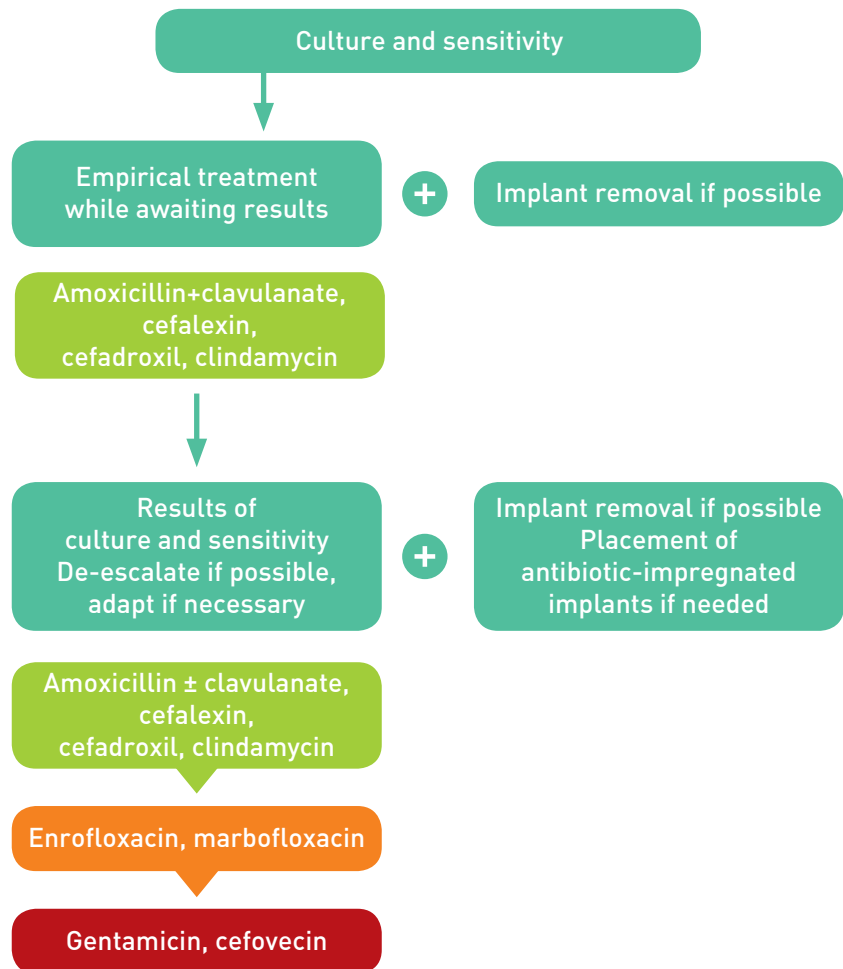 Culture and sensitivity
Empirical treatment
while awaiting results
+
Implant removal if possible
Amoxicillin+clavulanate,
cefalexin,
cefadroxil, clindamycin
Results of
culture and sensitivity
De-escalate if possible,
adapt if necessary
+
Implant removal if possible
Placement of
antibiotic-impregnated
implants if needed
Amoxicillin ± clavulanate,
cefalexin,
cefadroxil, clindamycin
Enrofloxacin, marbofloxacin
Gentamicin, cefovecin